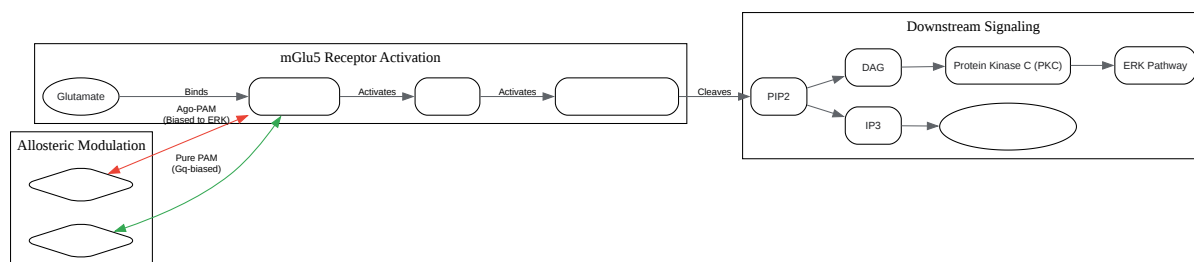 Downstream Signaling
mGlu5 Receptor Activation
DAG
Protein Kinase C (PKC)
ERK Pathway
Glutamate
Binds
Activates
Activates
Cleaves
PIP2
Ago-PAM
(Biased to ERK)
IP3
Allosteric Modulation
Pure PAM
(Gq-biased)